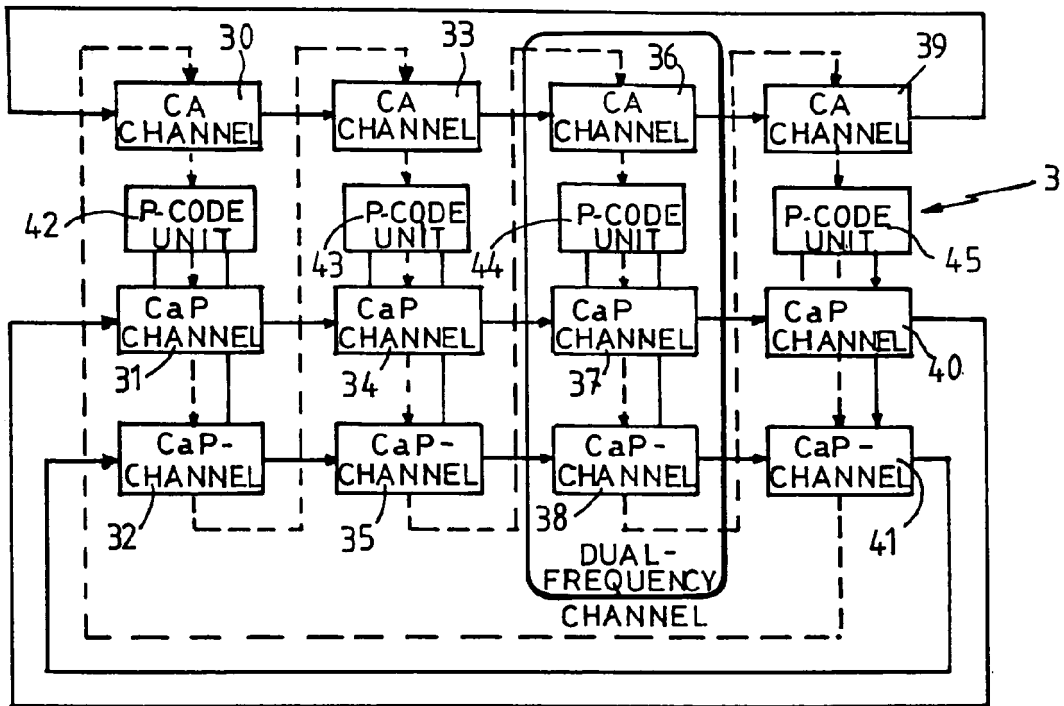 30
33
36
39
CA
CHANNEL
CA
CHANNEL
CA
CHANNEL
CA
CHANNEL
3
42
P-CODE
UNIT
43
P-CODE
UNIT
44
P-CODE
UNIT
P-CODE
UNIT
45
CaP
CHANNEL
CaP
CHANNEL
CaP
CHANNEL
CaP
CHANNEL
31
34
37
40
CaP-
CHANNEL
CaP-
CHANNEL
CaP-
CHANNEL
CaP-
CHANNEL
32
35
38
41
DUAL-
FREQUENCY
CHANNEL